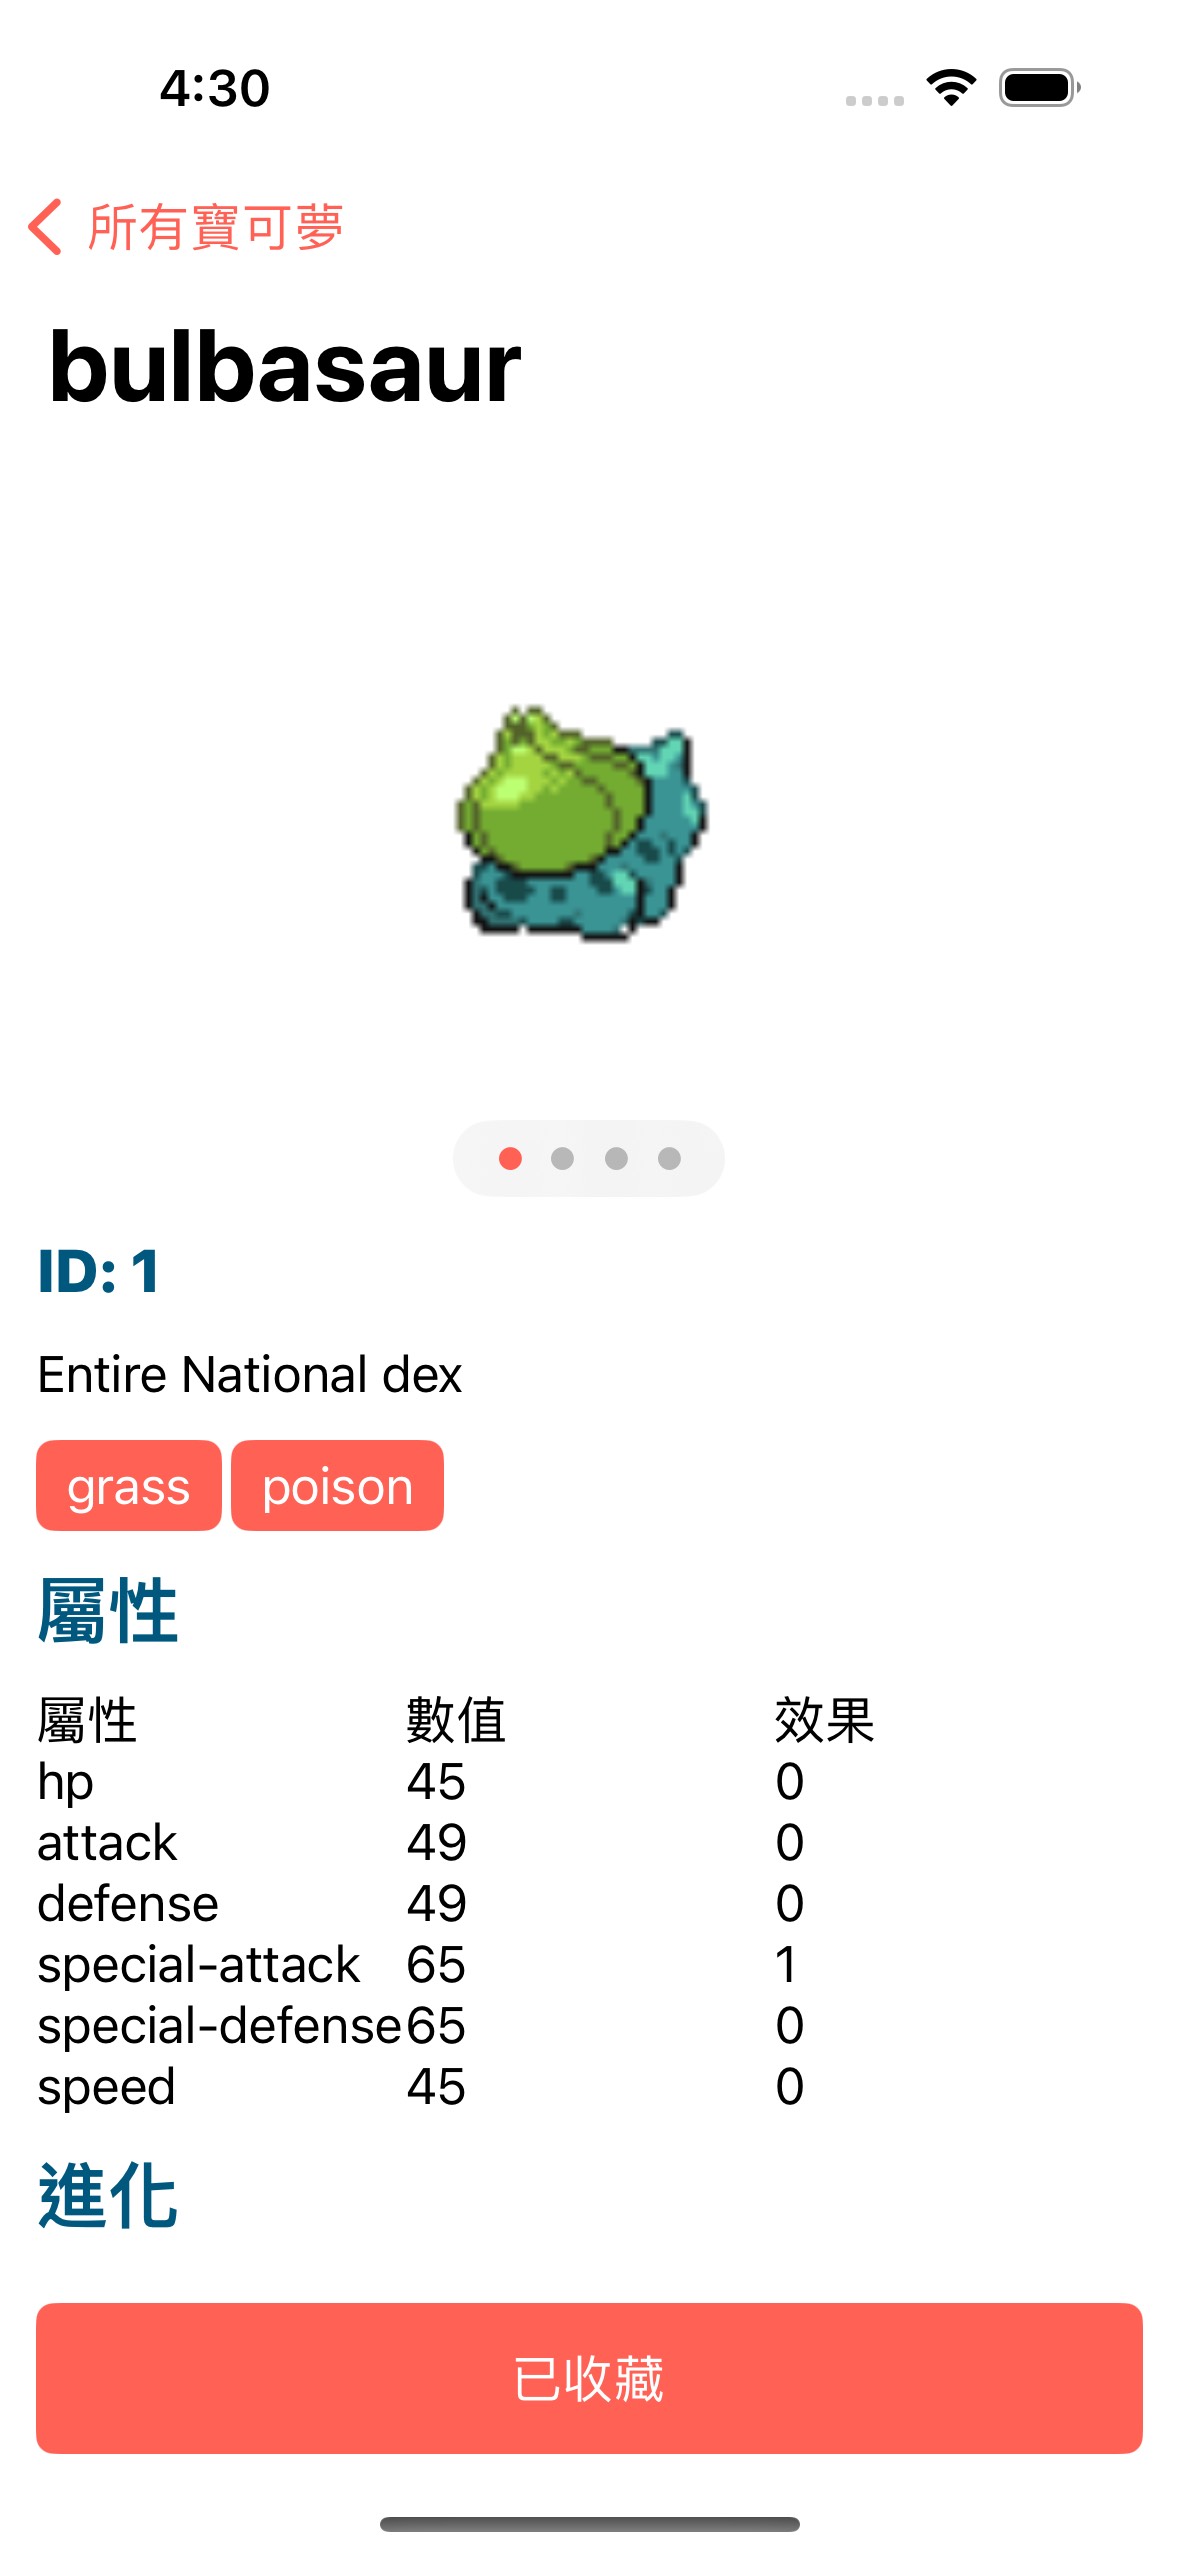 4:30
所有寶可夢
bulbasaur
ID: 1
Entire National dex
grass poison
屬性
屬性 數值 效果
hp 45 0
attack 49 0
defense 49 0
special-attack 65 1
special-defense 65 0
speed 45 0
進化
已收藏